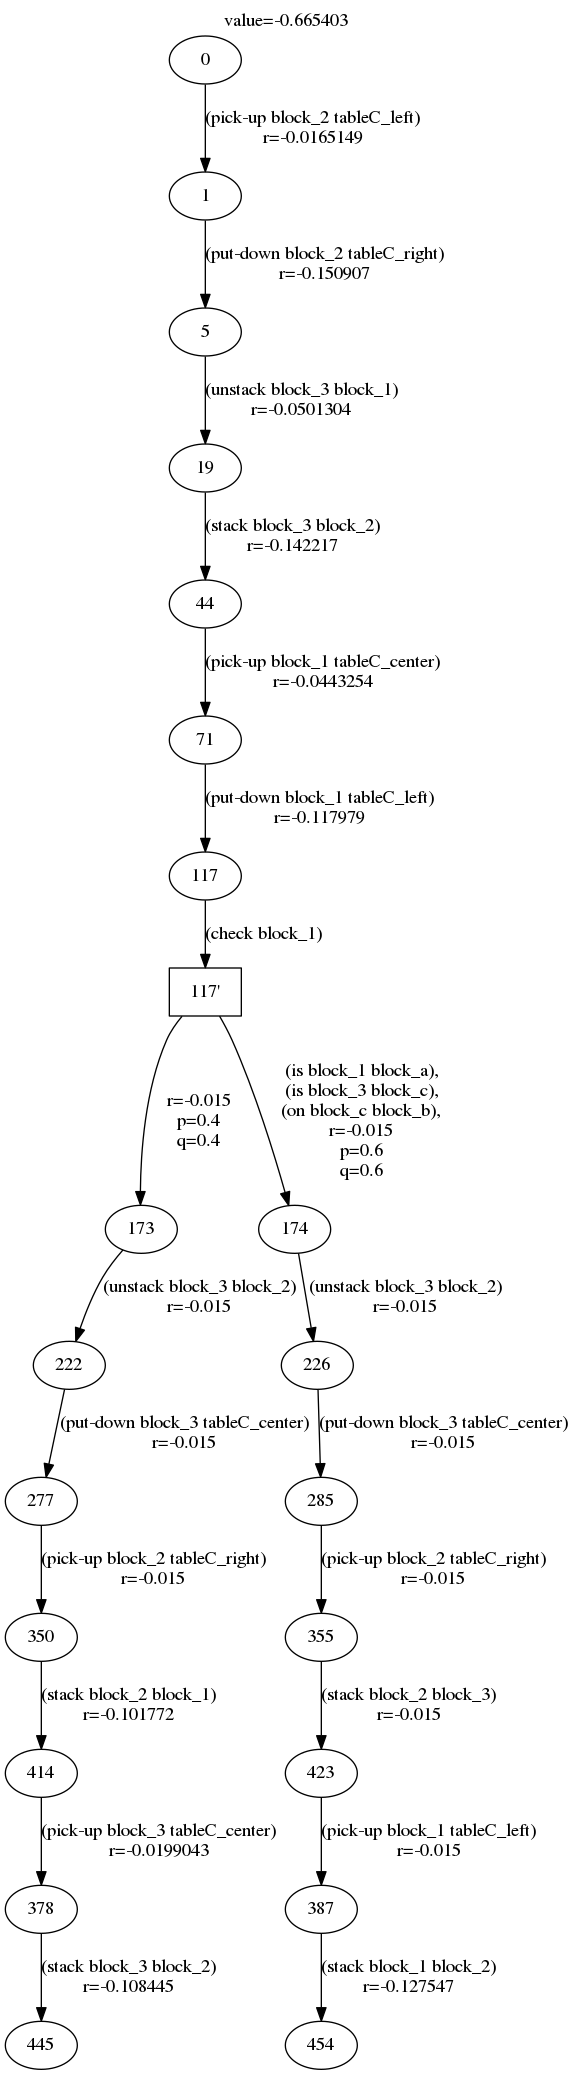 value=-0.665403
0
(pick-up block_2 tableC_left)
r=-0.0165149
1
(put-down block_2 tableC_right)
r=-0.150907
5
(unstack block_3 block_1)
r=-0.0501304
19
(stack block_3 block_2)
r=-0.142217
44
(pick-up block_1 tableC_center)
r=-0.0443254
71
(put-down block_1 tableC_left)
r=-0.117979
117
(check block_1)
117'
r=-0.015
p=0.4
q=0.4
(is block_1 block_a),
(is block_3 block_c),
(on block_c block_b),
r=-0.015
p=0.6
q=0.6
173
174
(unstack block_3 block_2)
r=-0.015
(unstack block_3 block_2)
r=-0.015
222
226
(put-down block_3 tableC_center)
r=-0.015
(put-down block_3 tableC_center)
r=-0.015
277
285
(pick-up block_2 tableC_right)
r=-0.015
(pick-up block_2 tableC_right)
r=-0.015
350
355
(stack block_2 block_1)
r=-0.101772
(stack block_2 block_3)
r=-0.015
414
423
(pick-up block_3 tableC_center)
r=-0.0199043
(pick-up block_1 tableC_left)
r=-0.015
378
387
(stack block_3 block_2)
r=-0.108445
(stack block_1 block_2)
r=-0.127547
445
454